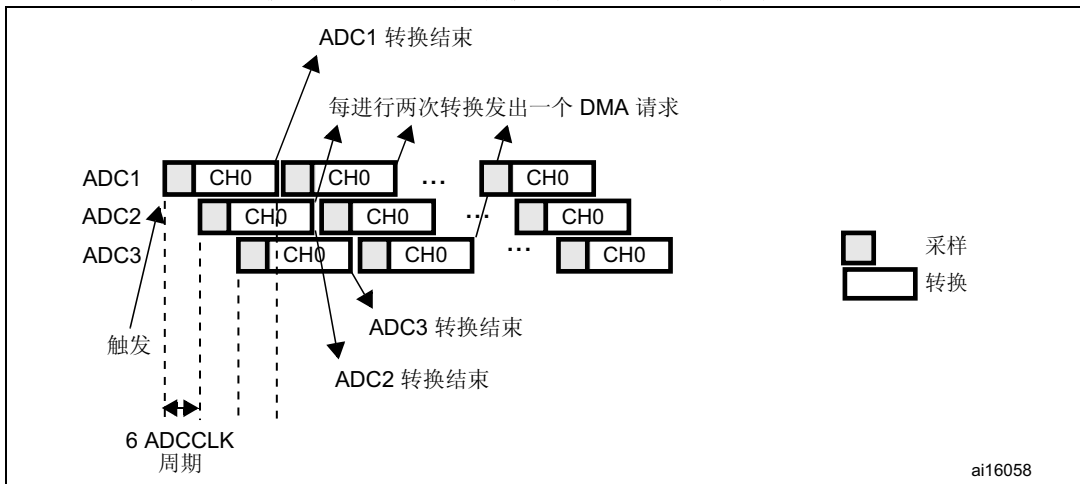 ADC1 转换结束
每进行两次转换发出一个 DMA 请求
ADC1 CH0 CH0 ... CH0
ADC2 CH0 CH0 ... CH0
ADC3 CH0 CH0 ... CH0
采样
转换
ADC3 转换结束
触发
ADC2 转换结束
6 ADCCLK
周期
ai16058